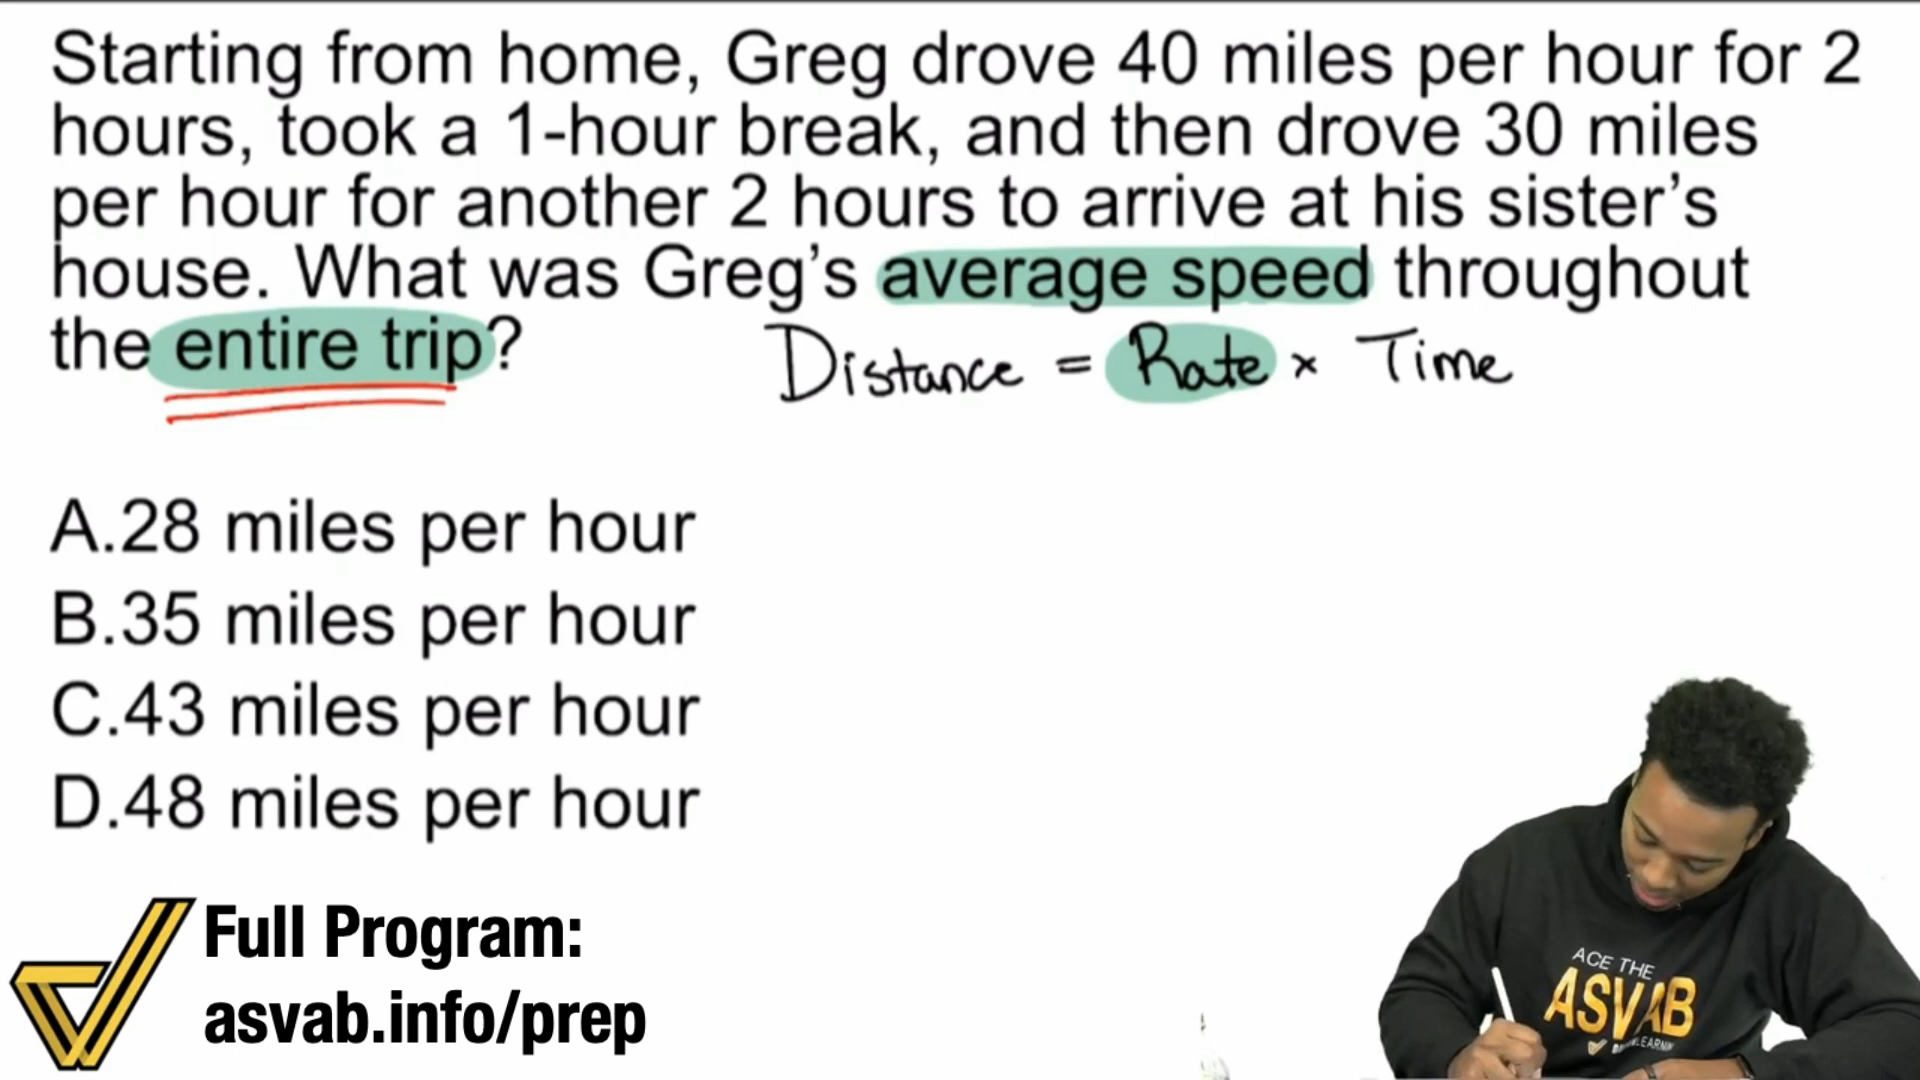 Starting from home, Greg drove 40 miles per hour for 2
hours, took a 1-hour break, and then drove 30 miles
per hour for another 2 hours to arrive at his sister’s
house. What was Greg’s average speed throughout
the entire trip?
Distance = Rate × Time
A.28 miles per hour
B.35 miles per hour
C.43 miles per hour
D.48 miles per hour
Full Program:
asvab.info/prep
ACE THE
ASVAB